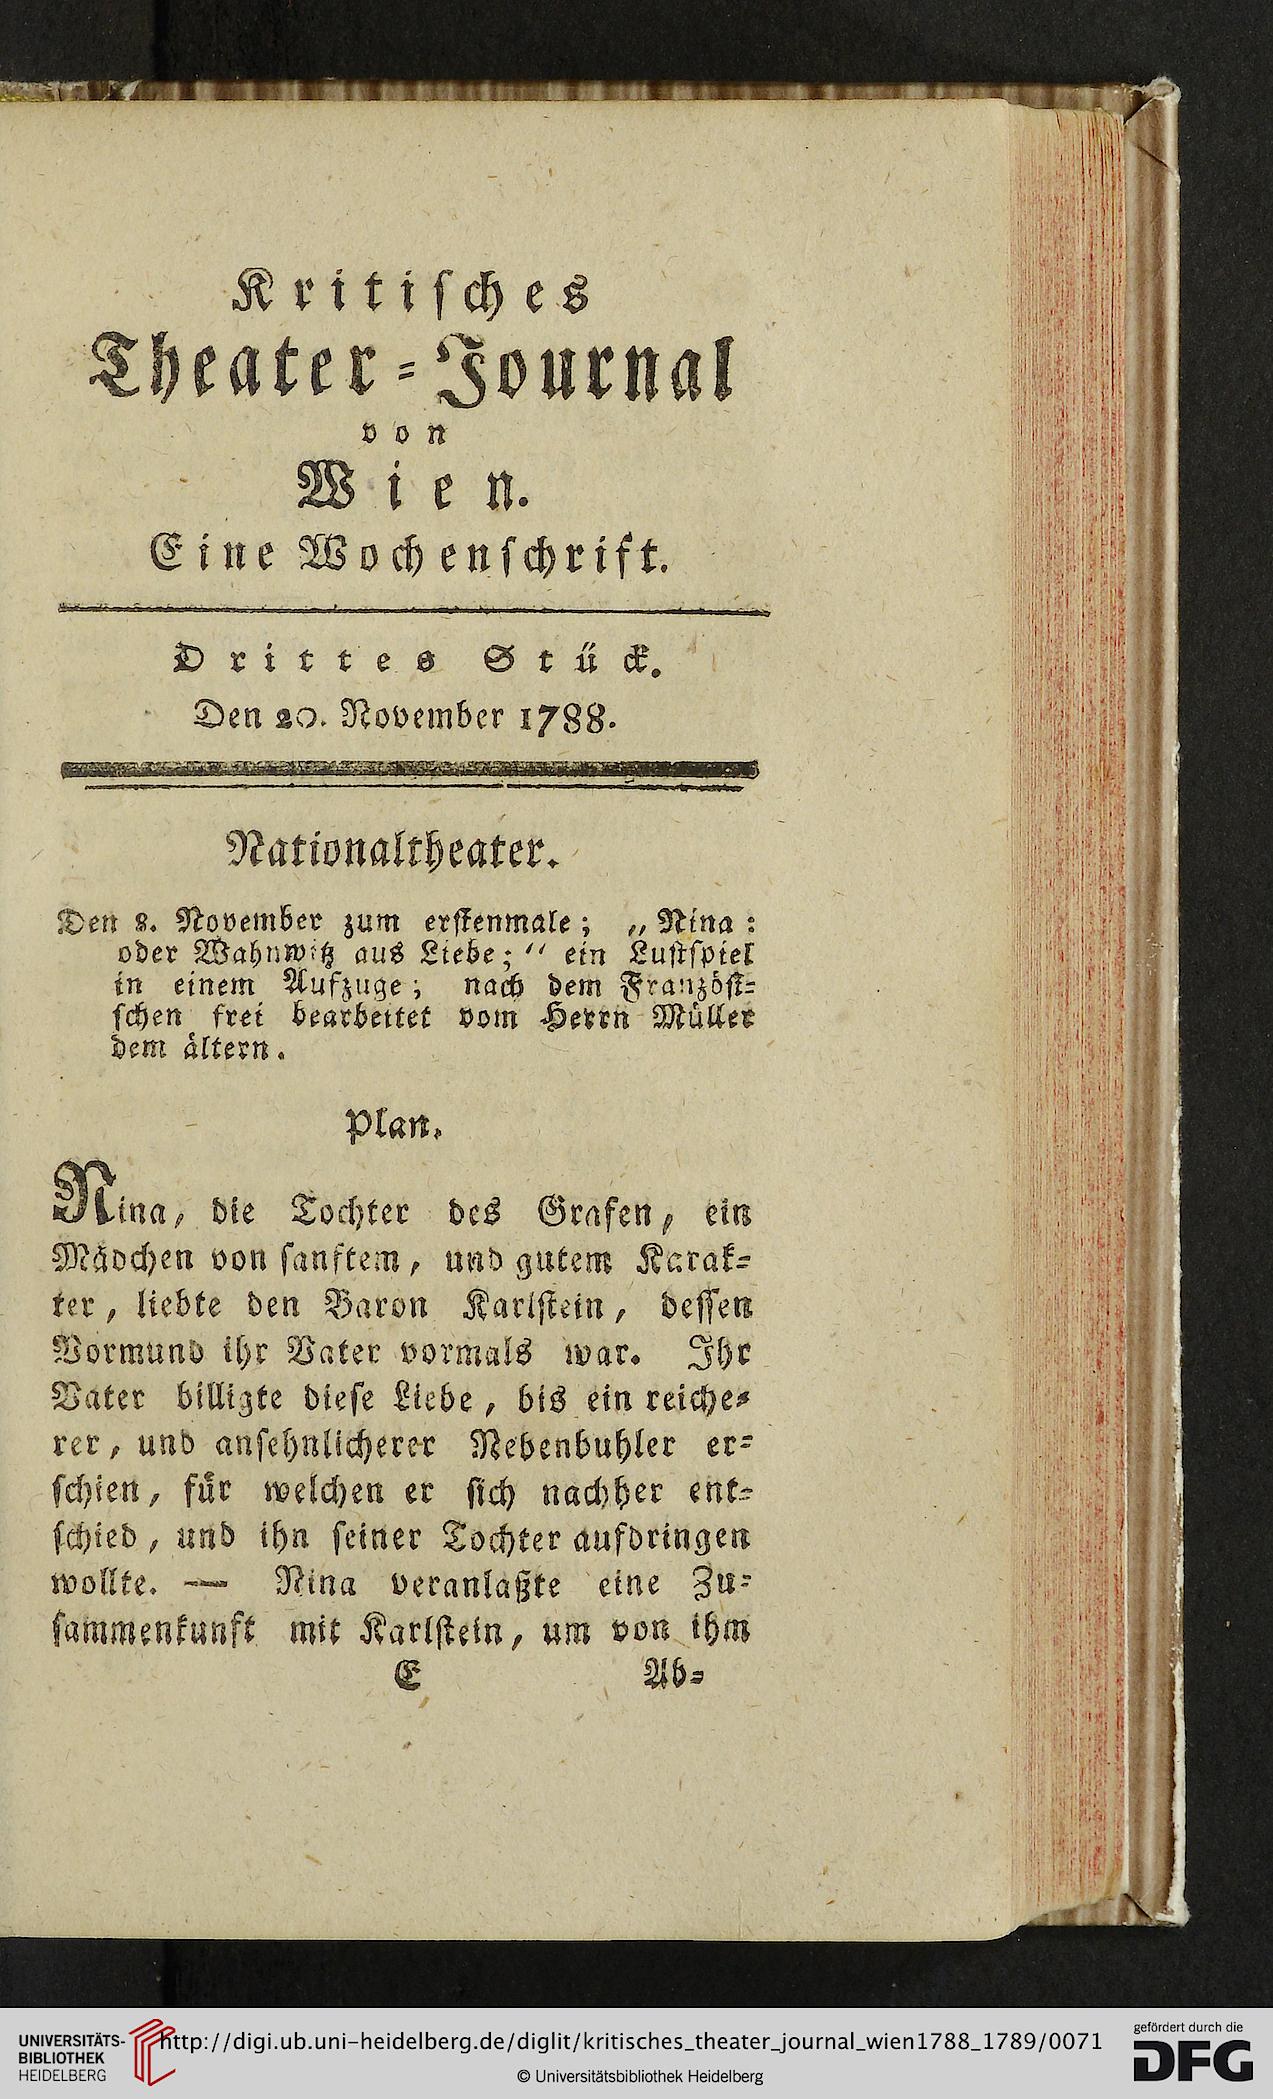 Kritisches
Theater-Journal
von
Wien.
Eine Wochenschrift.
Drittes Stück.
Den 20. November 1788.
Nationaltheater.
Den 8. November zum erstenmale; „Nina:
oder Wahnwitz aus Liebe;“ ein Lustspiel
in einem Aufzuge; nach dem Französi-
schen frei bearbeitet vom Herrn Müller
dem ältern.
Plan.
Nina, die Tochter des Grafen, ein
Mädchen von sanftem, und gutem Karak-
ter, liebte den Baron Karlstein, dessen
Vormund ihr Vater vormals war. Ihr
Vater billigte diese Liebe, bis ein reiche-
rer, und ansehnlicherer Nebenbuhler er-
schien, für welchen er sich nachher ent-
schied, und ihn seiner Tochter aufdringen
wollte. — Nina veranlaßte eine Zu-
sammenkunft mit Karlstein, um von ihm
E Ab-
UNIVERSITÄTS-
BIBLIOTHEK
HEIDELBERG
http://digi.ub.uni-heidelberg.de/diglit/kritisches_theater_journal_wien1788_1789/0071
© Universitätsbibliothek Heidelberg
gefördert durch die
DFG